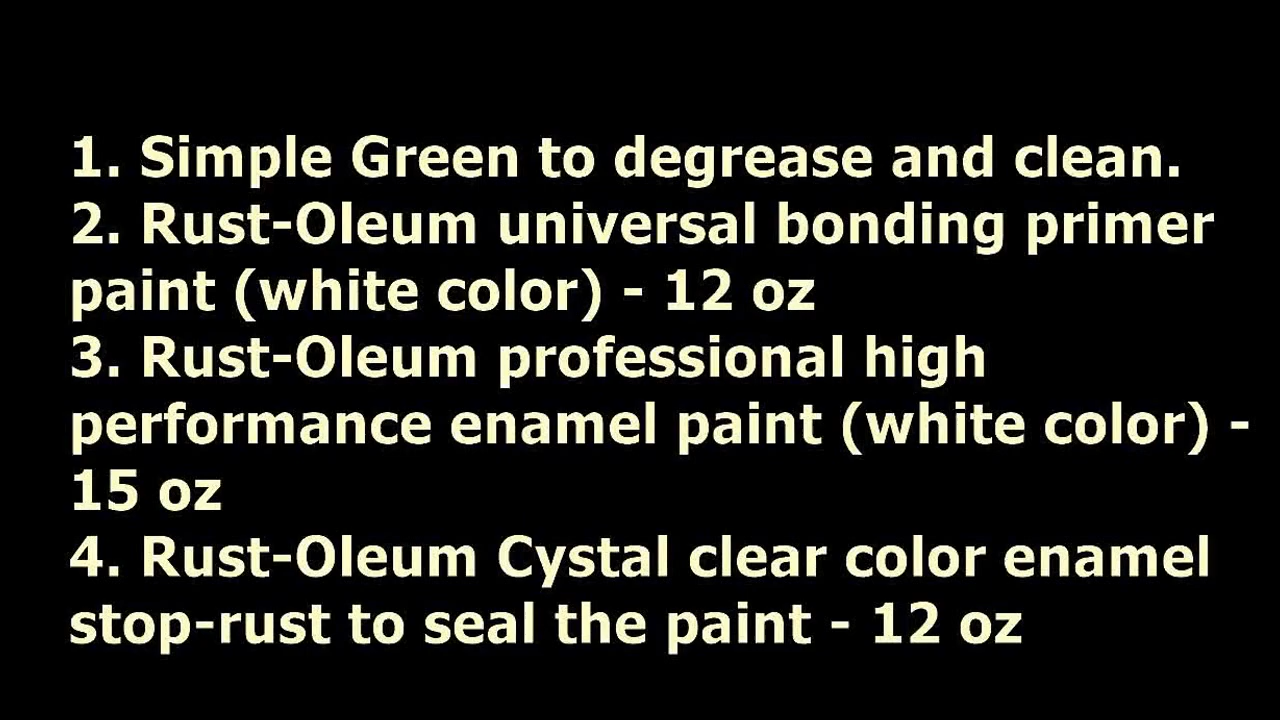 1. Simple Green to degrease and clean.
2. Rust-Oleum universal bonding primer
paint (white color) - 12 oz
3. Rust-Oleum professional high
performance enamel paint (white color) -
15 oz
4. Rust-Oleum Cystal clear color enamel
stop-rust to seal the paint - 12 oz